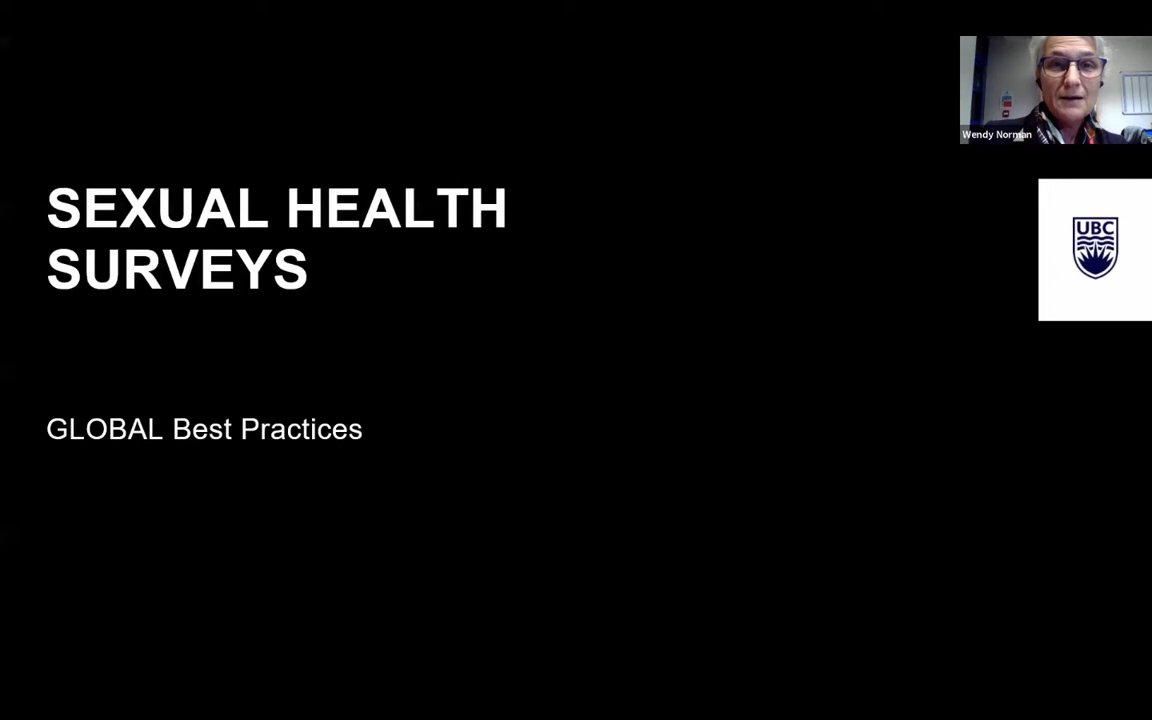 Wendy Norman
SEXUAL HEALTH
SURVEYS
UBC
GLOBAL Best Practices